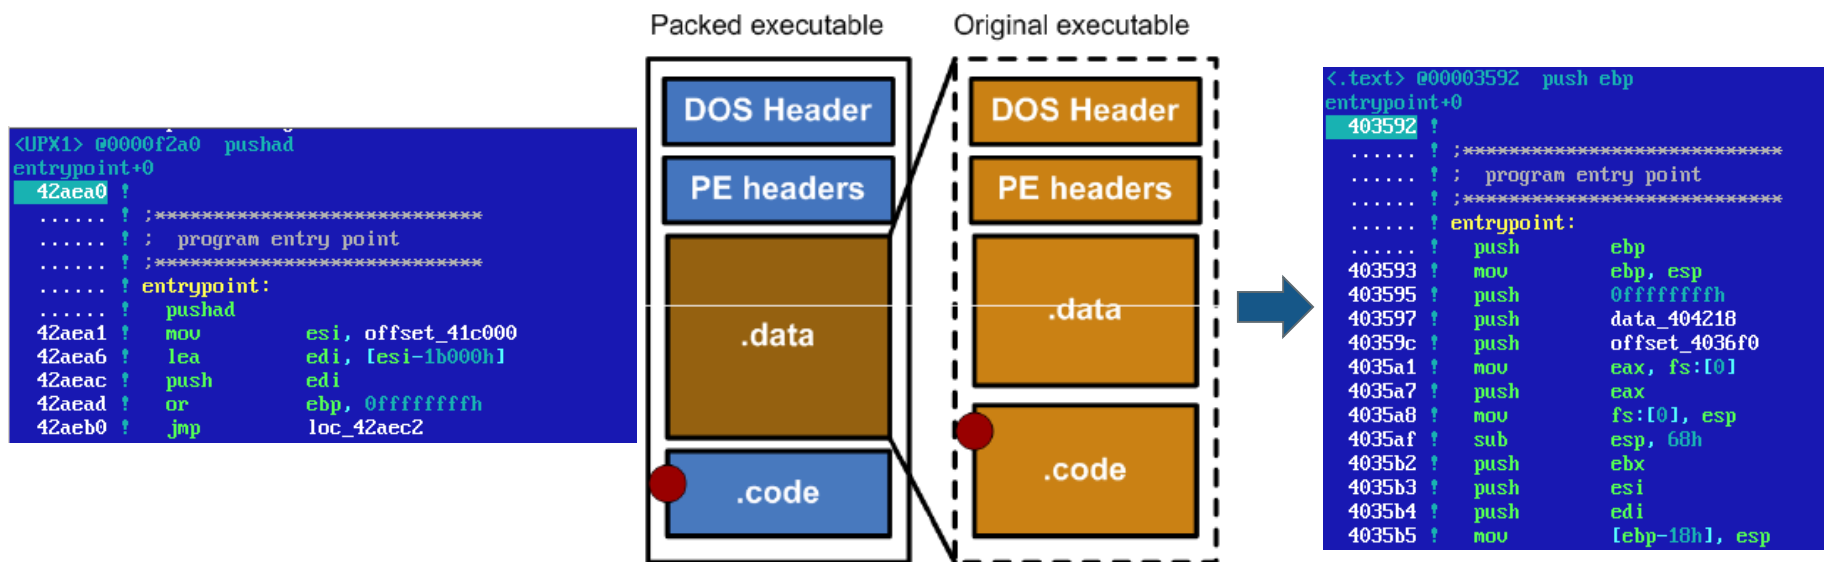 Packed executable
Original executable
<UPX1> @0000f2a0  pushad
entrypoint+0
42aea0 !
...... ! ;****************************
...... ! ;  program entry point
...... ! ;****************************
...... ! entrypoint:
...... !   pushad
42aea1 !   mov         esi, offset_41c000
42aea6 !   lea         edi, [esi-1b000h]
42aeac !   push        edi
42aead !   or          ebp, 0ffffffffh
42aeb0 !   jmp         loc_42aec2
DOS Header
PE headers
.data
.code
DOS Header
PE headers
.data
.code
<.text> @00003592  push ebp
entrypoint+0
403592 !
...... ! ;****************************
...... ! ;  program entry point
...... ! ;****************************
...... ! entrypoint:
...... !   push        ebp
403593 !   mov         ebp, esp
403595 !   push        0ffffffffh
403597 !   push        data_404218
40359c !   push        offset_4036f0
4035a1 !   mov         eax, fs:[0]
4035a7 !   push        eax
4035a8 !   mov         fs:[0], esp
4035af !   sub         esp, 68h
4035b2 !   push        ebx
4035b3 !   push        esi
4035b4 !   push        edi
4035b5 !   mov         [ebp-18h], esp